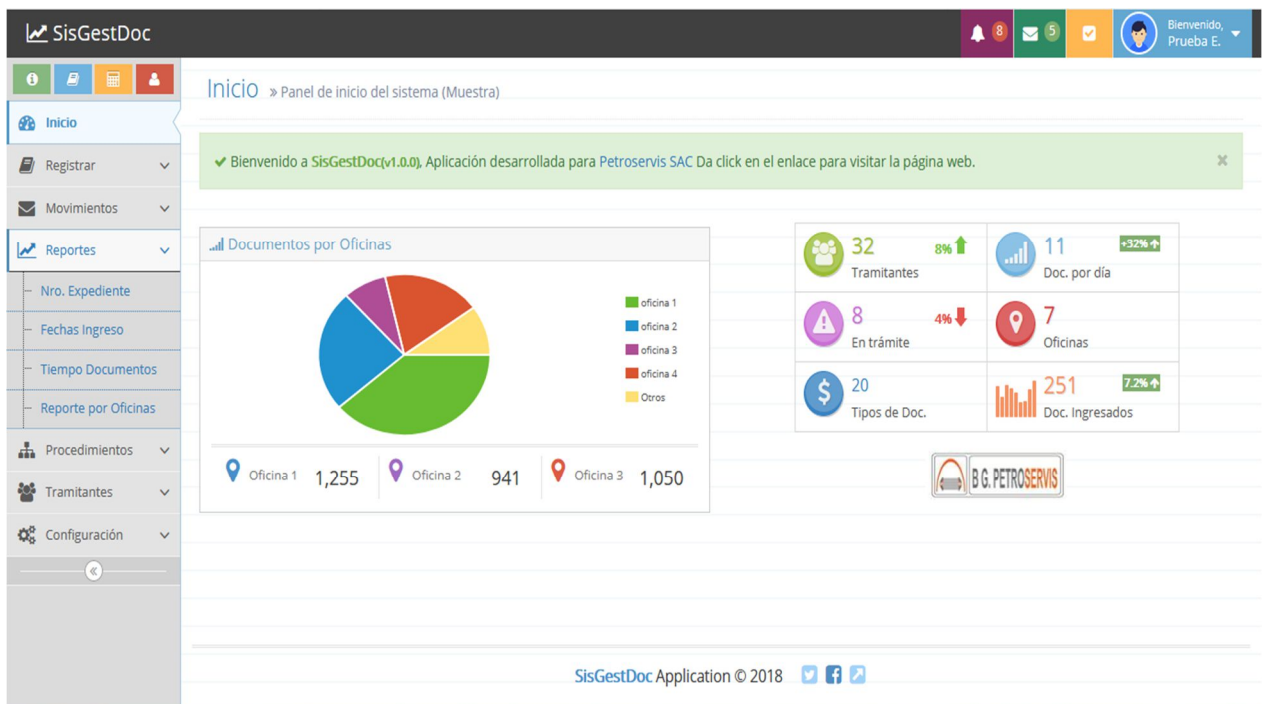 SisGestDoc
8
5
Bienvenido,
Prueba E.
Inicio
Registrar
Movimientos
Reportes
Nro. Expediente
Fechas Ingreso
Tiempo Documentos
Reporte por Oficinas
Procedimientos
Tramitantes
Configuración
Inicio » Panel de inicio del sistema (Muestra)
Bienvenido a SisGestDoc(v1.0.0), Aplicación desarrollada para Petroservis SAC Da click en el enlace para visitar la página web.
Documentos por Oficinas
oficina 1
oficina 2
oficina 3
oficina 4
Otros
Oficina 1 1,255
Oficina 2 941
Oficina 3 1,050
32 8%
Tramitantes
11 +32%
Doc. por día
8 4%
En trámite
7
Oficinas
20
Tipos de Doc.
251 7.2%
Doc. Ingresados
B G. PETROSERVIS
SisGestDoc Application © 2018